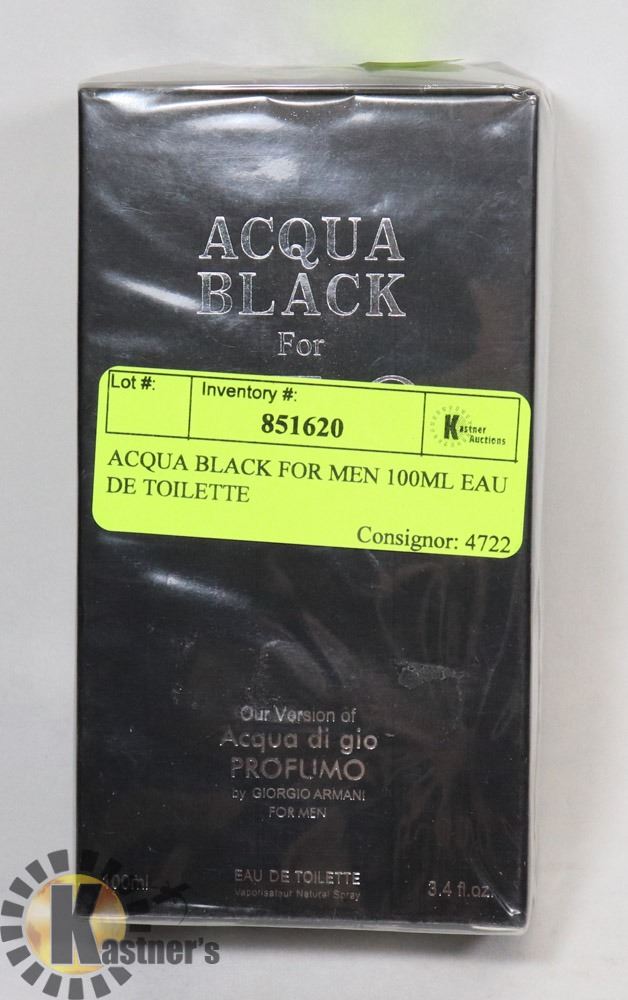 ACQUA
BLACK
For
Lot #:
Inventory #:
851620
Kastner
Auctions
ACQUA BLACK FOR MEN 100ML EAU
DE TOILETTE
Consignor: 4722
Our Version of
Acqua di gio
PROFUMO
by GIORGIO ARMANI
FOR MEN
100ml
EAU DE TOILETTE
Vaporisateur Natural Spray
3.4 fl.oz.
Kastner's